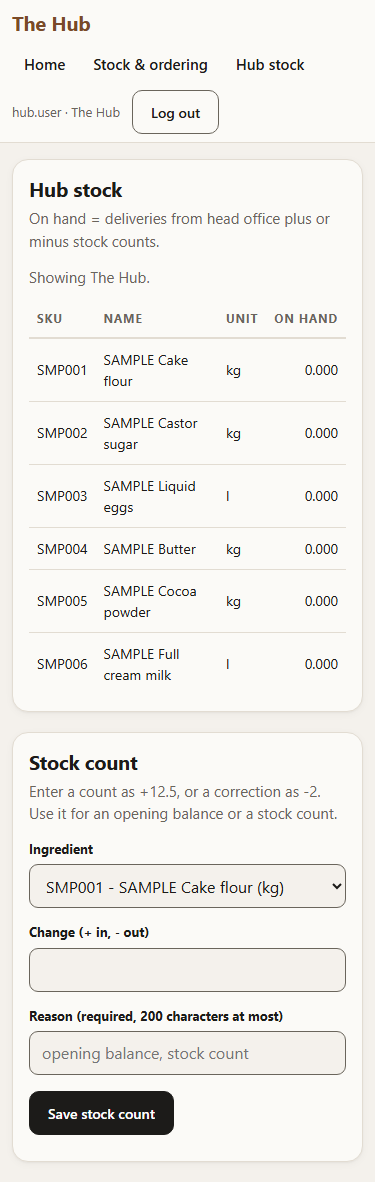 The Hub
Home Stock & ordering Hub stock
hub.user · The Hub Log out
Hub stock
On hand = deliveries from head office plus or
minus stock counts.
Showing The Hub.
SKU NAME UNIT ON HAND
SMP001 SAMPLE Cake flour kg 0.000
SMP002 SAMPLE Castor sugar kg 0.000
SMP003 SAMPLE Liquid eggs l 0.000
SMP004 SAMPLE Butter kg 0.000
SMP005 SAMPLE Cocoa powder kg 0.000
SMP006 SAMPLE Full cream milk l 0.000
Stock count
Enter a count as +12.5, or a correction as -2.
Use it for an opening balance or a stock count.
Ingredient
SMP001 - SAMPLE Cake flour (kg)
Change (+ in, - out)
Reason (required, 200 characters at most)
opening balance, stock count
Save stock count